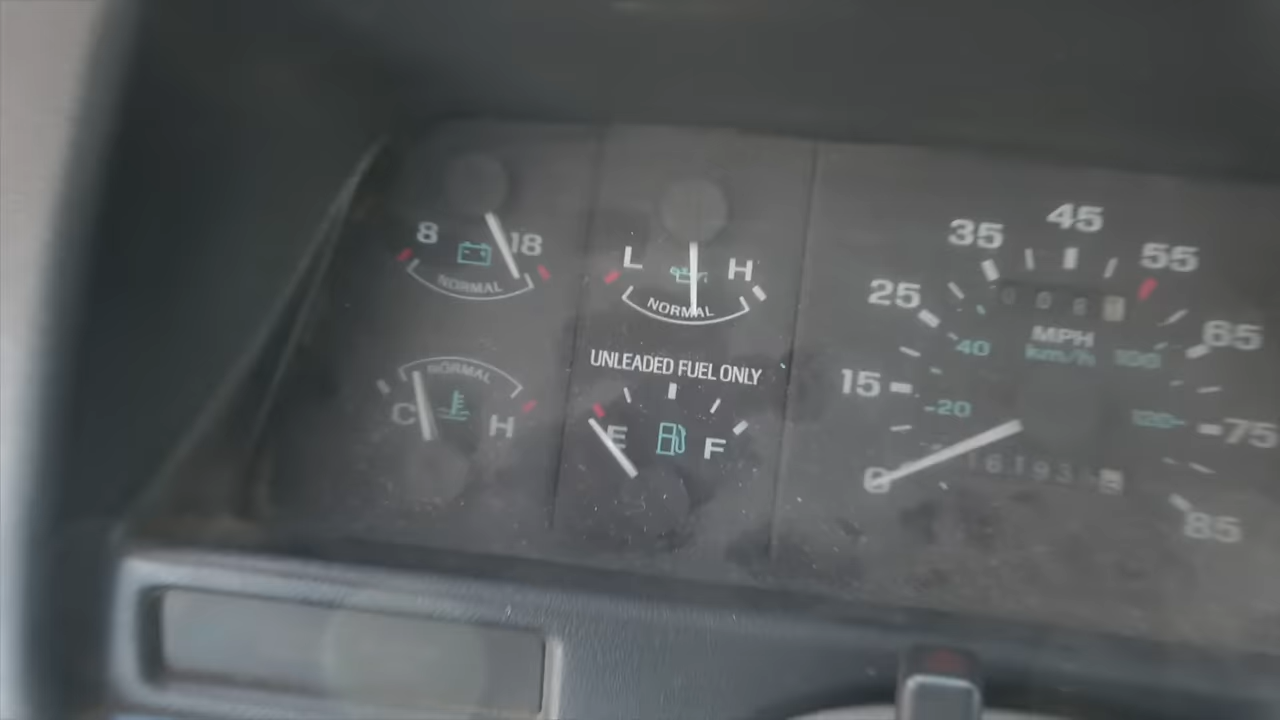 8 18
NORMAL
L H
NORMAL
UNLEADED FUEL ONLY
NORMAL
C H
E F
0 15 25 35 45 55 65 75 85
MPH
km/h
20 40 100 120